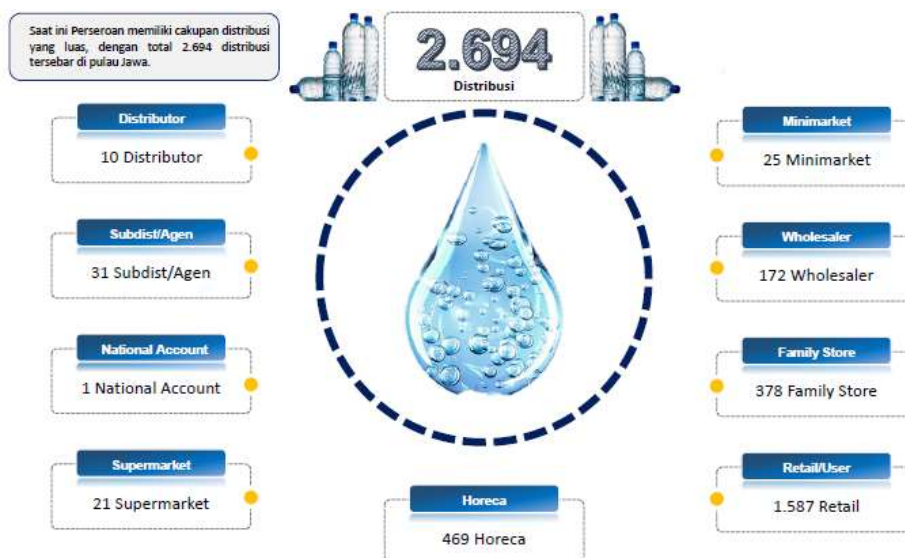 Saat ini Perseroan memiliki cakupan distribusi
yang luas, dengan total 2.694 distribusi
tersebar di pulau Jawa.
2.694
Distribusi
Distributor
10 Distributor
Subdist/Agen
31 Subdist/Agen
National Account
1 National Account
Supermarket
21 Supermarket
Horeca
469 Horeca
Minimarket
25 Minimarket
Wholesaler
172 Wholesaler
Family Store
378 Family Store
Retail/User
1.587 Retail